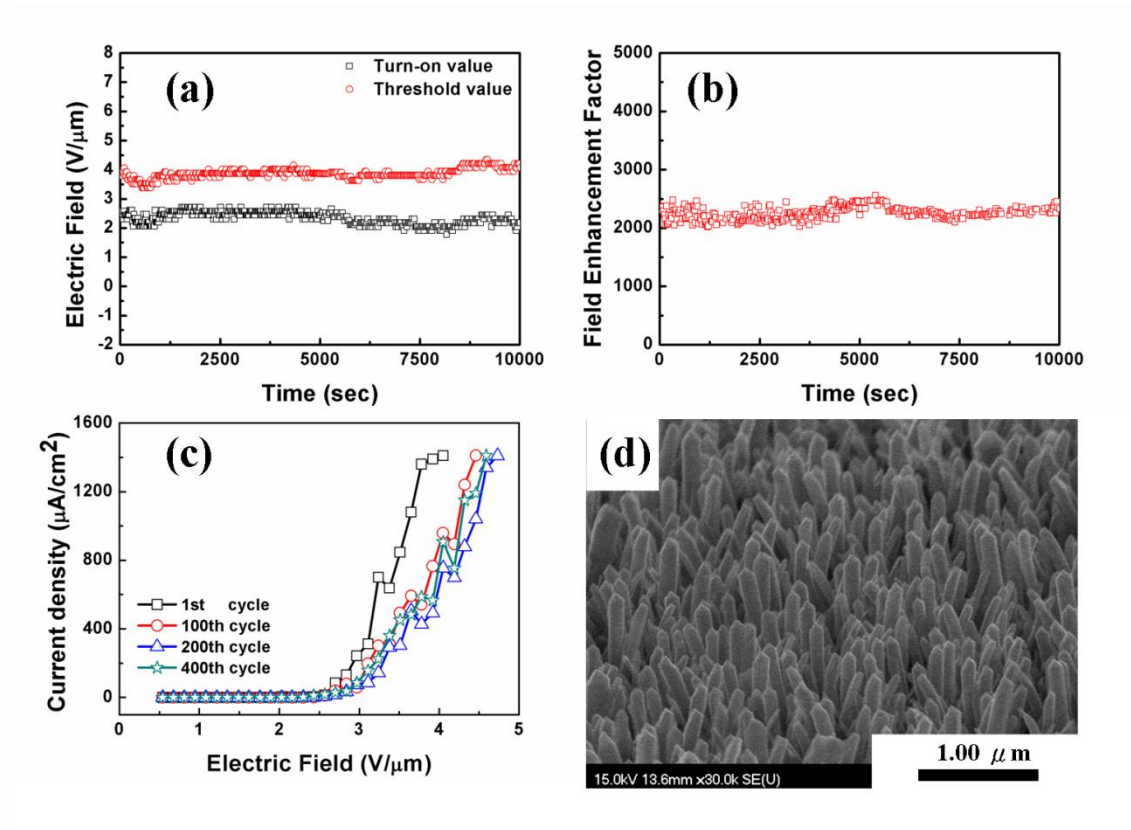 (a)
Turn-on value
Threshold value
8
7
6
5
4
3
2
1
0
-1
-2
Electric Field (V/μm)
0 2500 5000 7500 10000
Time (sec)
(b)
5000
4000
3000
2000
1000
0
Field Enhancement Factor
0 2500 5000 7500 10000
Time (sec)
(c)
1600
1200
800
400
0
Current density (μA/cm²)
1st cycle
100th cycle
200th cycle
400th cycle
0 1 2 3 4 5
Electric Field (V/μm)
(d)
15.0kV 13.6mm x30.0k SE(U)
1.00 μm